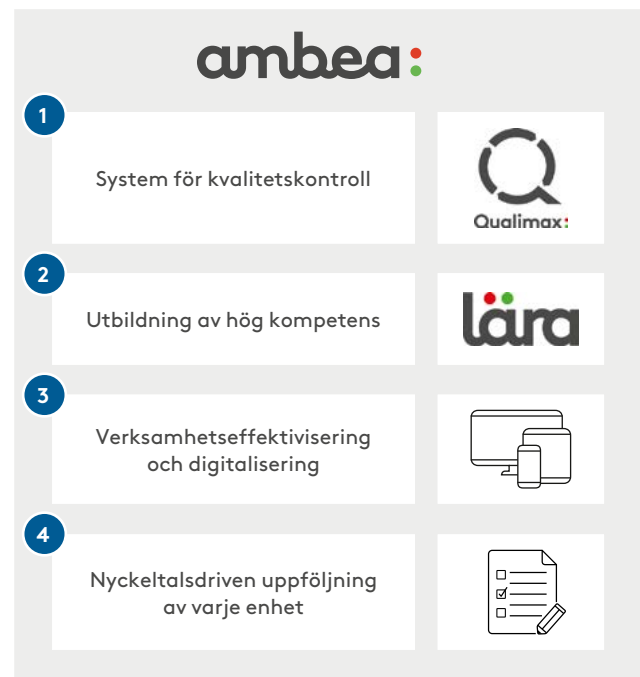 ambea:
1
System för kvalitetskontroll
Qualimax:
2
Utbildning av hög kompetens
lära
3
Verksamhetseffektivisering
och digitalisering
4
Nyckeltalsdriven uppföljning
av varje enhet